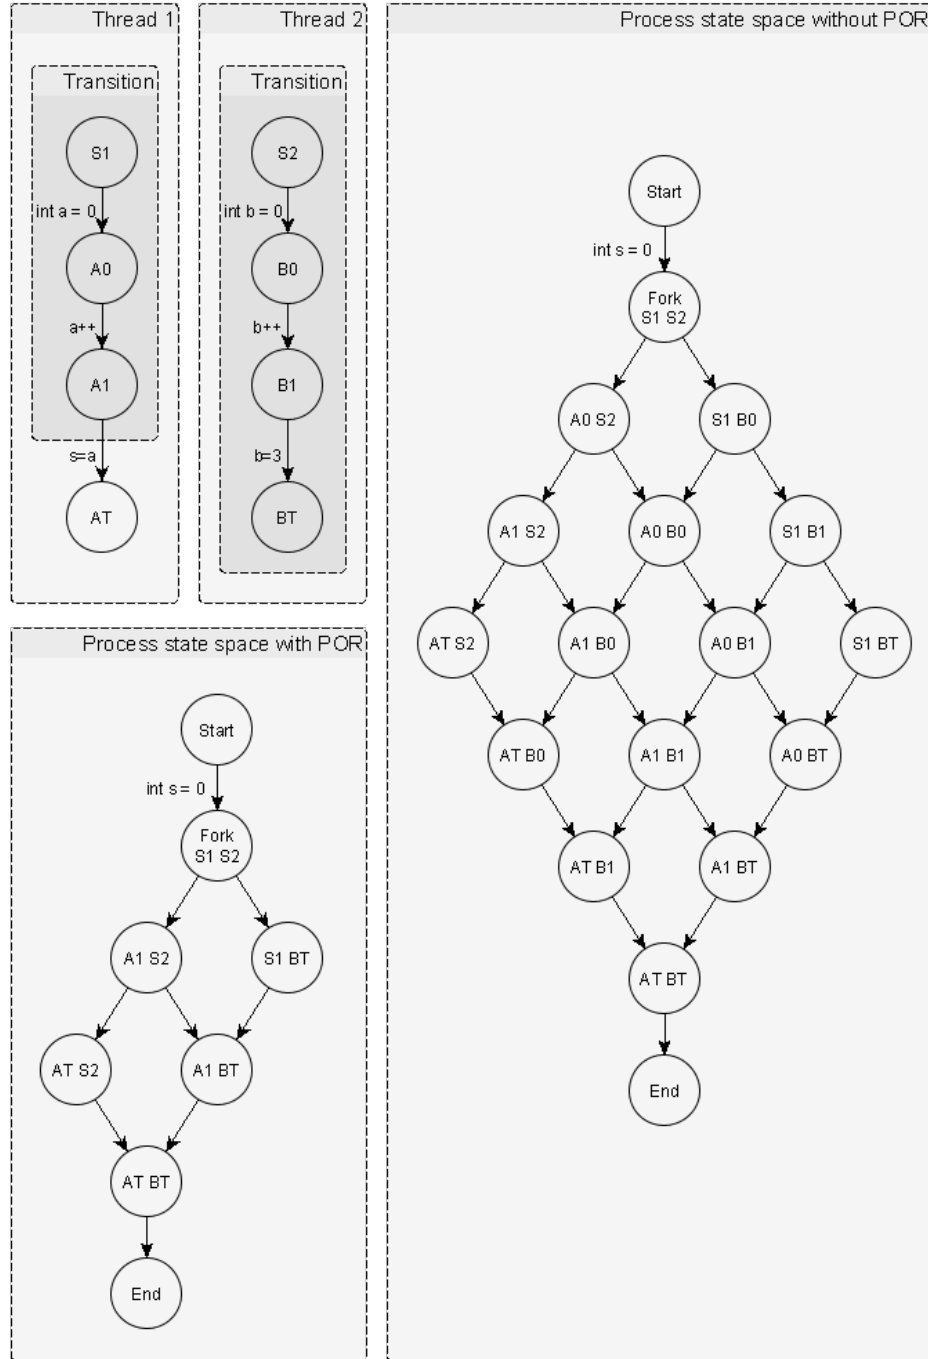 Thread 1
Transition
S1
int a = 0
A0
a++
A1
s=a
AT
Thread 2
Transition
S2
int b = 0
B0
b++
B1
b=3
BT
Process state space with POR
Start
int s = 0
Fork
S1 S2
A1 S2
S1 BT
AT S2
A1 BT
AT BT
End
Process state space without POR
Start
int s = 0
Fork
S1 S2
A0 S2
S1 B0
A1 S2
A0 B0
S1 B1
AT S2
A1 B0
A0 B1
S1 BT
AT B0
A1 B1
A0 BT
AT B1
A1 BT
AT BT
End